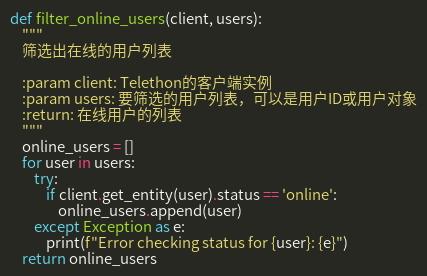 def filter_online_users(client, users):
    """
    筛选出在线的用户列表

    :param client: Telethon的客户端实例
    :param users: 要筛选的用户列表，可以是用户ID或用户对象
    :return: 在线用户的列表
    """
    online_users = []
    for user in users:
        try:
            if client.get_entity(user).status == 'online':
                online_users.append(user)
        except Exception as e:
            print(f"Error checking status for {user}: {e}")
    return online_users